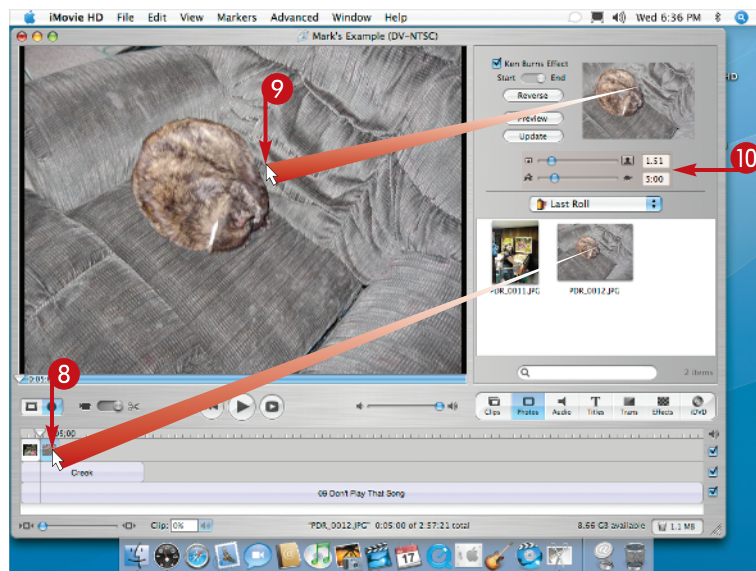 iMovie HD File Edit View Markers Advanced Window Help
Wed 6:36 PM
Mark's Example (DV-NTSC)
Ken Burns Effect
Start End
Reverse
Preview
Update
9
1.51
5:00
10
Last Roll
PDR_0011.JPG PDR_0012.JPG
2 items
8
Clips Photos Audio Titles Trans Effects iDVD
Creek
09 Don't Play That Song
Clip: 0%
"PDR_0012.JPG" 0:05:00 of 2:57:21 total
8.66 GB available
1.1 MB
17